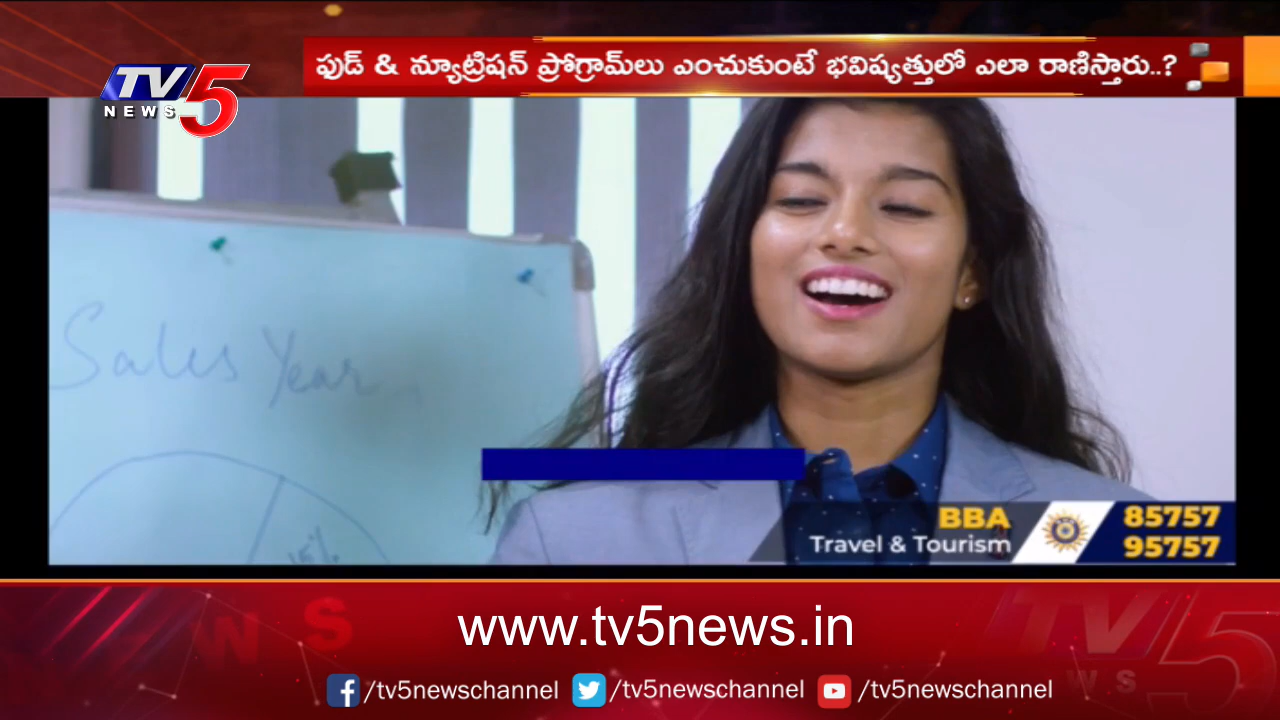 ఫుడ్ & న్యూట్రిషన్ ప్రోగ్రామ్‌లు ఎంచుకుంటే భవిష్యత్తులో ఎలా రాణిస్తారు..?
TV5
NEWS
Sales Year
15%
BBA
Travel & Tourism
85757
95757
www.tv5news.in
/tv5newschannel /tv5newschannel /tv5newschannel